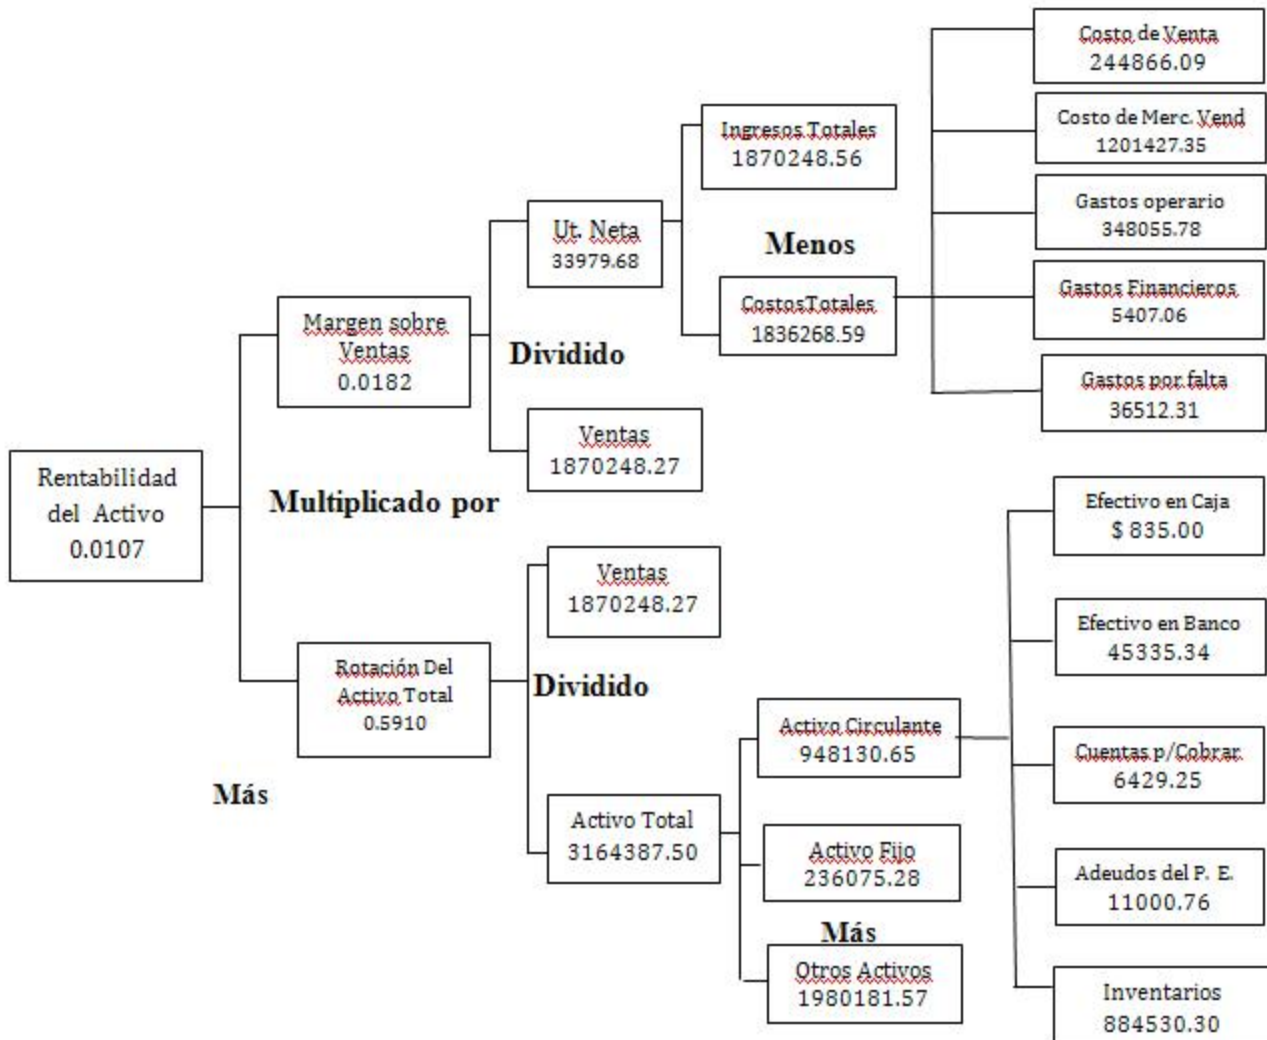 Costo de Venta
244866.09
Ingresos Totales
1870248.56
Costo de Merc. Vend
1201427.35
Ut. Neta
33979.68
Menos
Gastos operario
348055.78
Margen sobre
Ventas
0.0182
Dividido
CostosTotales
1836268.59
Gastos Financieros
5407.06
Gastos por falta
36512.31
Ventas
1870248.27
Rentabilidad
del Activo
0.0107
Multiplicado por
Efectivo en Caja
$ 835.00
Ventas
1870248.27
Efectivo en Banco
45335.34
Rotación Del
Activo Total
0.5910
Dividido
Activo Circulante
948130.65
Cuentas p/Cobrar
6429.25
Más
Activo Total
3164387.50
Activo Fijo
236075.28
Adeudos del P. E.
11000.76
Más
Otros Activos
1980181.57
Inventarios
884530.30